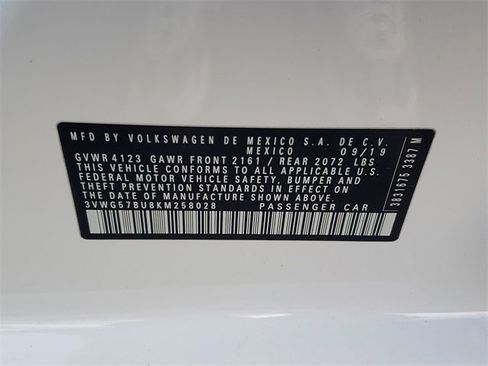 MFD BY VOLKSWAGEN DE MEXICO S.A. DE C.V.
MEXICO 09/19
GVWR 4123 GAWR FRONT 2161 / REAR 2072 LBS
THIS VEHICLE CONFORMS TO ALL APPLICABLE U.S.
FEDERAL MOTOR VEHICLE SAFETY, BUMPER AND
THEFT PREVENTION STANDARDS IN EFFECT ON
THE DATE OF MANUFACTURE SHOWN ABOVE.
3VWG57BU8KM258028 PASSENGER CAR
3831675 3387 M